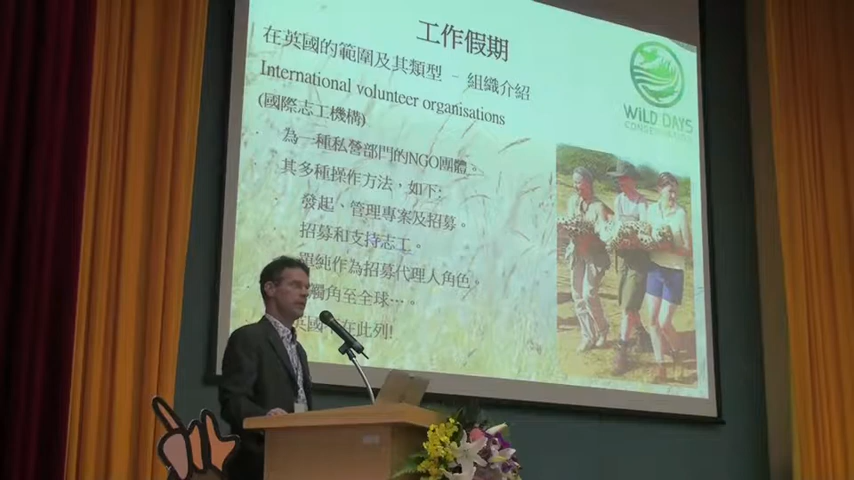 工作假期
在英國的範圍及其類型 - 組織介紹
International volunteer organisations
(國際志工機構)
為一種私營部門的NGO團體。
其多種操作方法，如下:
發起、管理專案及招募。
招募和支持志工。
單純作為招募代理人角色。
觸角至全球…。
在此列!
WiLD DAYS
CONSERVATION